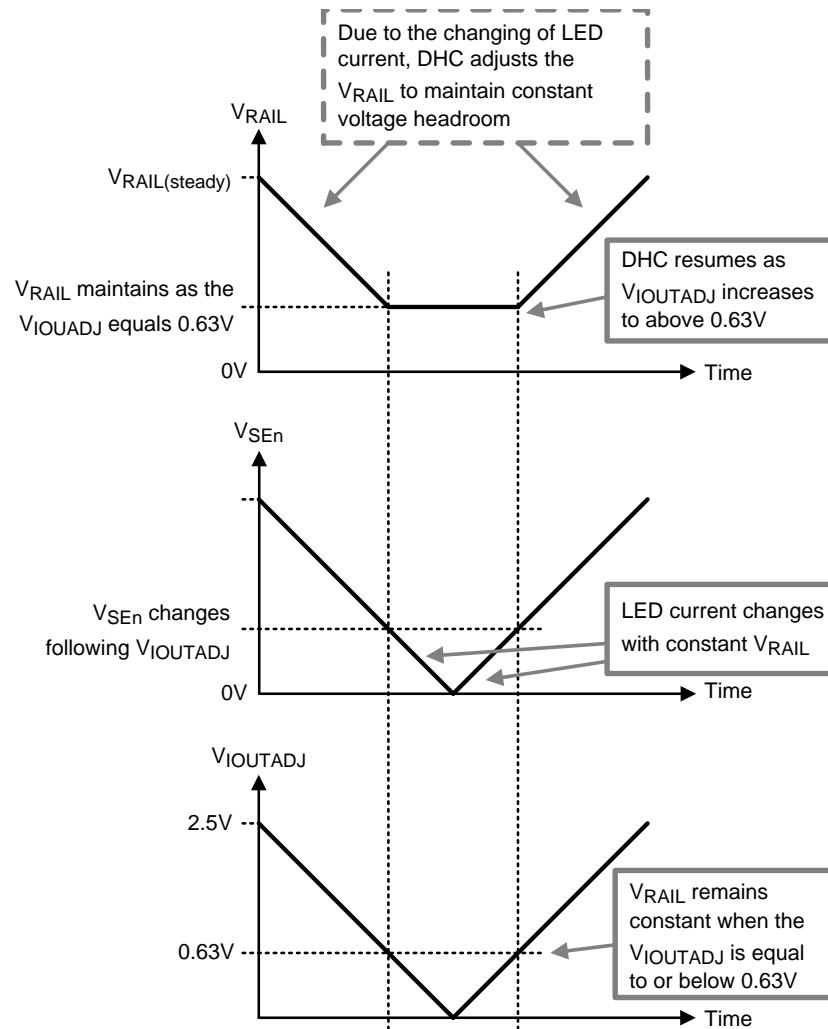 Due to the changing of LED
current, DHC adjusts the
VRAIL to maintain constant
voltage headroom
VRAIL
VRAIL(steady)
DHC resumes as
VIOUTADJ increases
to above 0.63V
VRAIL maintains as the
VIOUADJ equals 0.63V
0V
Time
VSEn
VSEn changes
following VIOUTADJ
LED current changes
with constant VRAIL
0V
Time
VIOUTADJ
2.5V
0.63V
VRAIL remains
constant when the
VIOUTADJ is equal
to or below 0.63V
Time